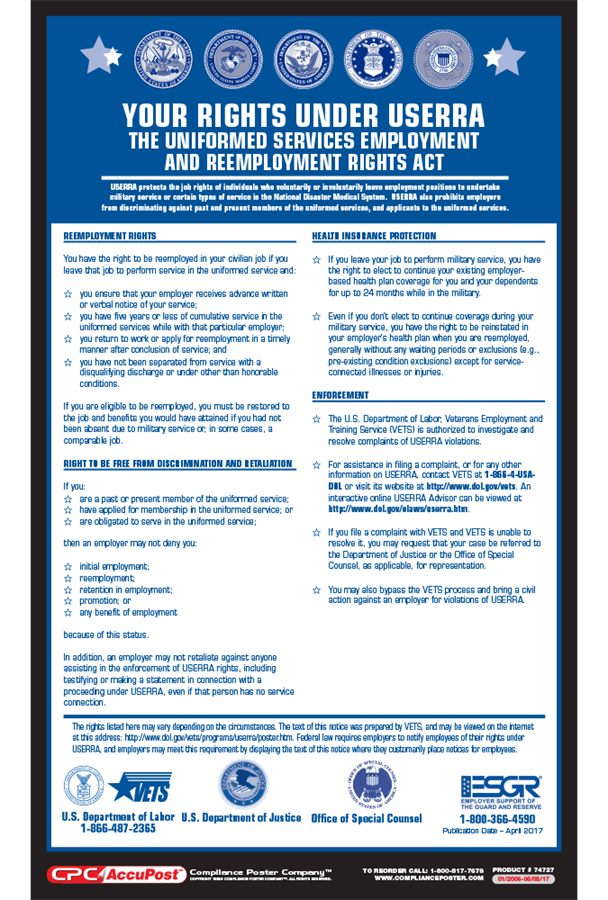 YOUR RIGHTS UNDER USERRA
THE UNIFORMED SERVICES EMPLOYMENT
AND REEMPLOYMENT RIGHTS ACT
USERRA protects the job rights of individuals who voluntarily or involuntarily leave employment positions to undertake
military service or certain types of service in the National Disaster Medical System. USERRA also prohibits employers
from discriminating against past and present members of the uniformed services, and applicants to the uniformed services.
REEMPLOYMENT RIGHTS
You have the right to be reemployed in your civilian job if you
leave that job to perform service in the uniformed service and:
☆ you ensure that your employer receives advance written
or verbal notice of your service;
☆ you have five years or less of cumulative service in the
uniformed services while with that particular employer;
☆ you return to work or apply for reemployment in a timely
manner after conclusion of service; and
☆ you have not been separated from service with a
disqualifying discharge or under other than honorable
conditions.
If you are eligible to be reemployed, you must be restored to
the job and benefits you would have attained if you had not
been absent due to military service or, in some cases, a
comparable job.
RIGHT TO BE FREE FROM DISCRIMINATION AND RETALIATION
If you:
☆ are a past or present member of the uniformed service;
☆ have applied for membership in the uniformed service; or
☆ are obligated to serve in the uniformed service;
then an employer may not deny you:
☆ initial employment;
☆ reemployment;
☆ retention in employment;
☆ promotion; or
☆ any benefit of employment
because of this status.
In addition, an employer may not retaliate against anyone
assisting in the enforcement of USERRA rights, including
testifying or making a statement in connection with a
proceeding under USERRA, even if that person has no service
connection.
HEALTH INSURANCE PROTECTION
☆ If you leave your job to perform military service, you have
the right to elect to continue your existing employer-
based health plan coverage for you and your dependents
for up to 24 months while in the military.
☆ Even if you don't elect to continue coverage during your
military service, you have the right to be reinstated in
your employer's health plan when you are reemployed,
generally without any waiting periods or exclusions (e.g.,
pre-existing condition exclusions) except for service-
connected illnesses or injuries.
ENFORCEMENT
☆ The U.S. Department of Labor, Veterans Employment and
Training Service (VETS) is authorized to investigate and
resolve complaints of USERRA violations.
☆ For assistance in filing a complaint, or for any other
information on USERRA, contact VETS at 1-866-4-USA-
DOL or visit its website at http://www.dol.gov/vets. An
interactive online USERRA Advisor can be viewed at
http://www.dol.gov/elaws/userra.htm.
☆ If you file a complaint with VETS and VETS is unable to
resolve it, you may request that your case be referred to
the Department of Justice or the Office of Special
Counsel, as applicable, for representation.
☆ You may also bypass the VETS process and bring a civil
action against an employer for violations of USERRA.
The rights listed here may vary depending on the circumstances. The text of this notice was prepared by VETS, and may be viewed on the internet
at this address: http://www.dol.gov/vets/programs/userra/poster.htm. Federal law requires employers to notify employees of their rights under
USERRA, and employers may meet this requirement by displaying the text of this notice where they customarily place notices for employees.
VETS
U.S. Department of Labor
1-866-487-2365
U.S. Department of Justice
Office of Special Counsel
ESGR
EMPLOYER SUPPORT OF
THE GUARD AND RESERVE
1-800-366-4590
Publication Date – April 2017
CPC AccuPost
Compliance Poster Company™
TO REORDER CALL: 1-800-817-7678
WWW.COMPLIANCEPOSTER.COM
PRODUCT # 74727
01/2006-06/08/17